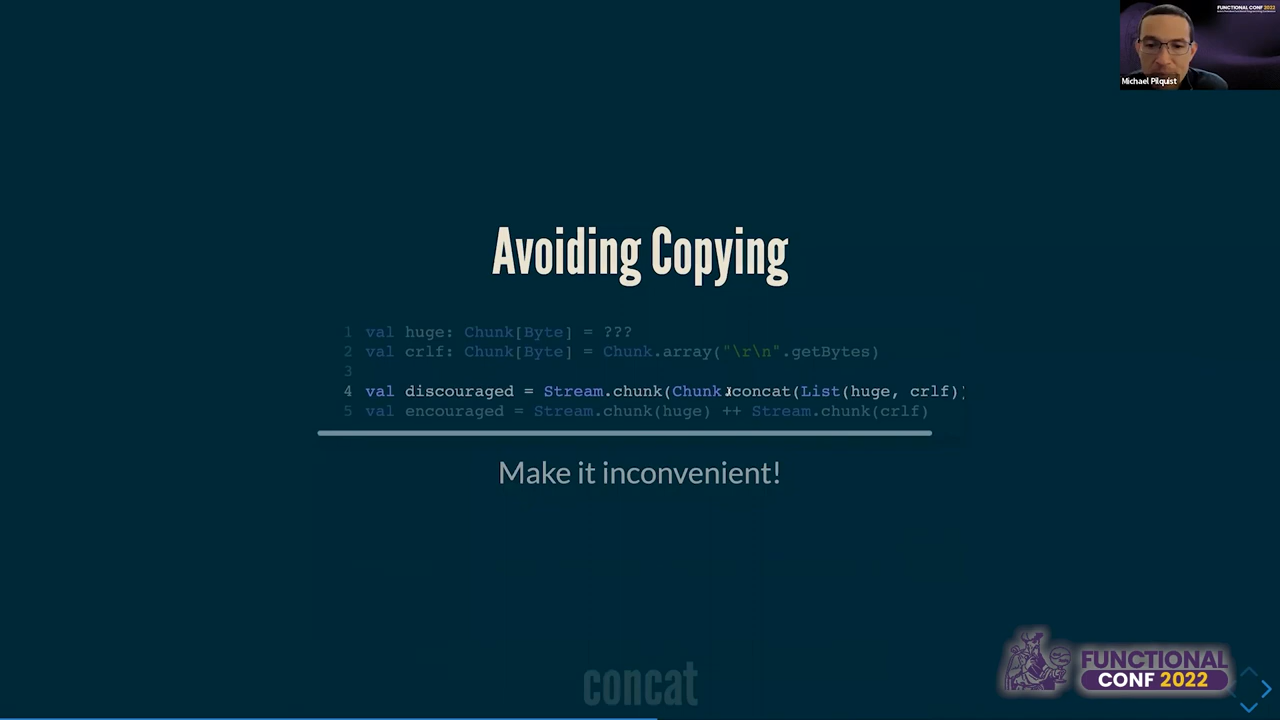 FUNCTIONAL CONF 2022
Michael Pilquist
Avoiding Copying
1 val huge: Chunk[Byte] = ???
2 val crlf: Chunk[Byte] = Chunk.array("\r\n".getBytes)
3
4 val discouraged = Stream.chunk(Chunk.concat(List(huge, crlf))
5 val encouraged = Stream.chunk(huge) ++ Stream.chunk(crlf)
Make it inconvenient!
concat
FUNCTIONAL
CONF 2022